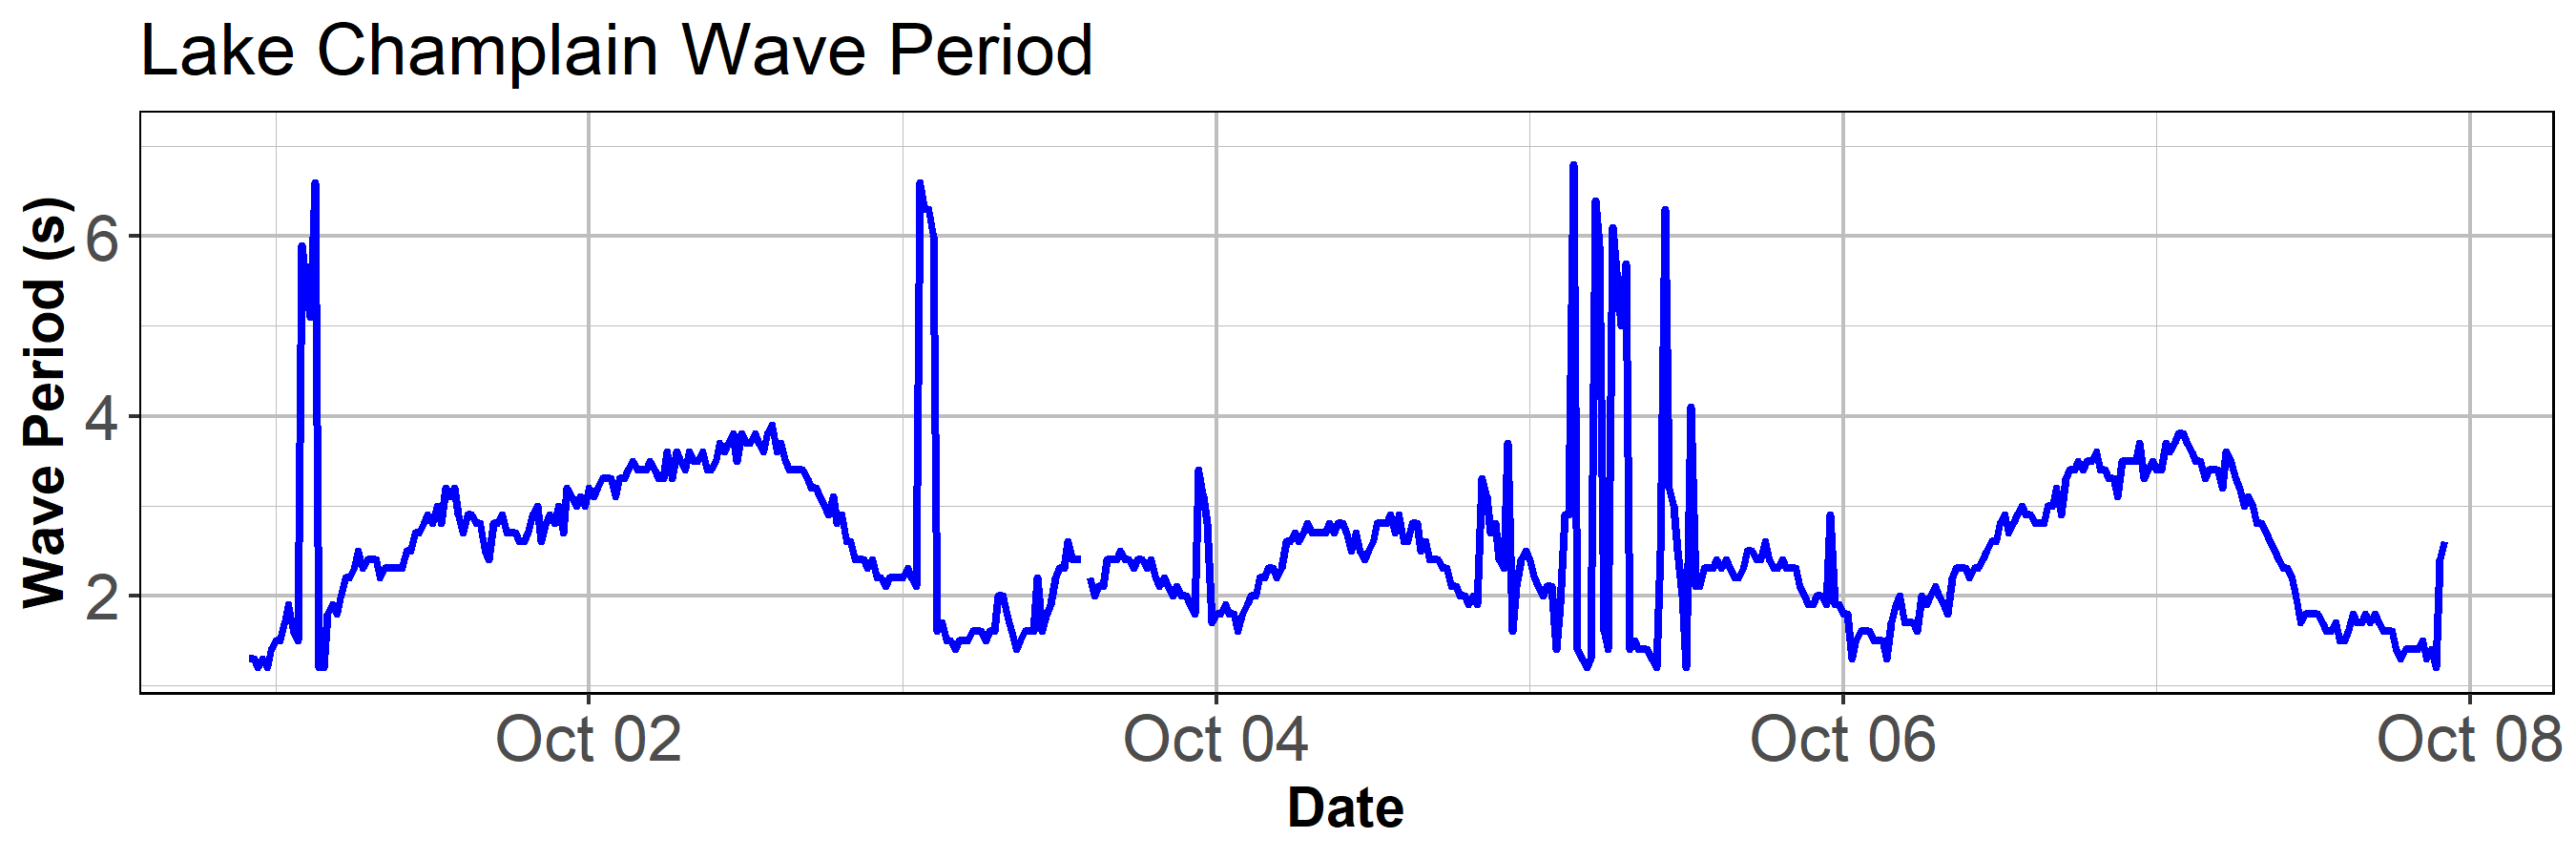 Lake Champlain Wave Period
Wave Period (s)
6
4
2
Oct 02
Oct 04
Oct 06
Oct 08
Date